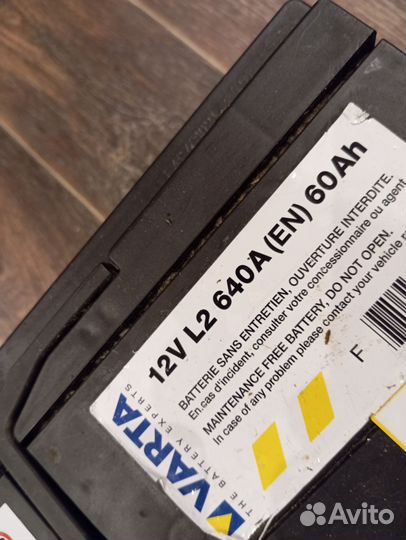 12V L2 640A (EN) 60Ah
BATTERIE SANS ENTRETIEN, OUVERTURE INTERDITE.
En cas d'incident, consulter votre concessionnaire ou agent
MAINTENANCE FREE BATTERY, DO NOT OPEN.
In case of any problem please contact your vehicle
F
VARTA
THE BATTERY EXPERTS
Avito